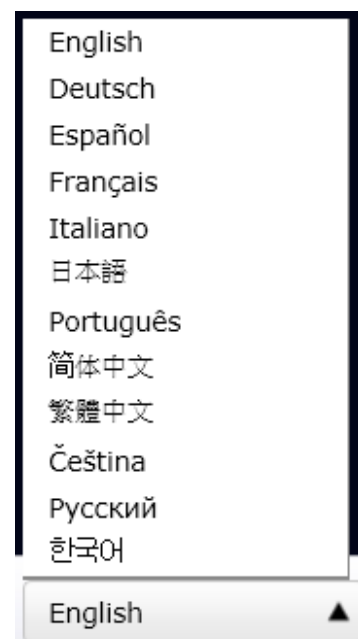 English
Deutsch
Español
Français
Italiano
日本語
Português
简体中文
繁體中文
Čeština
Русский
한국어
English